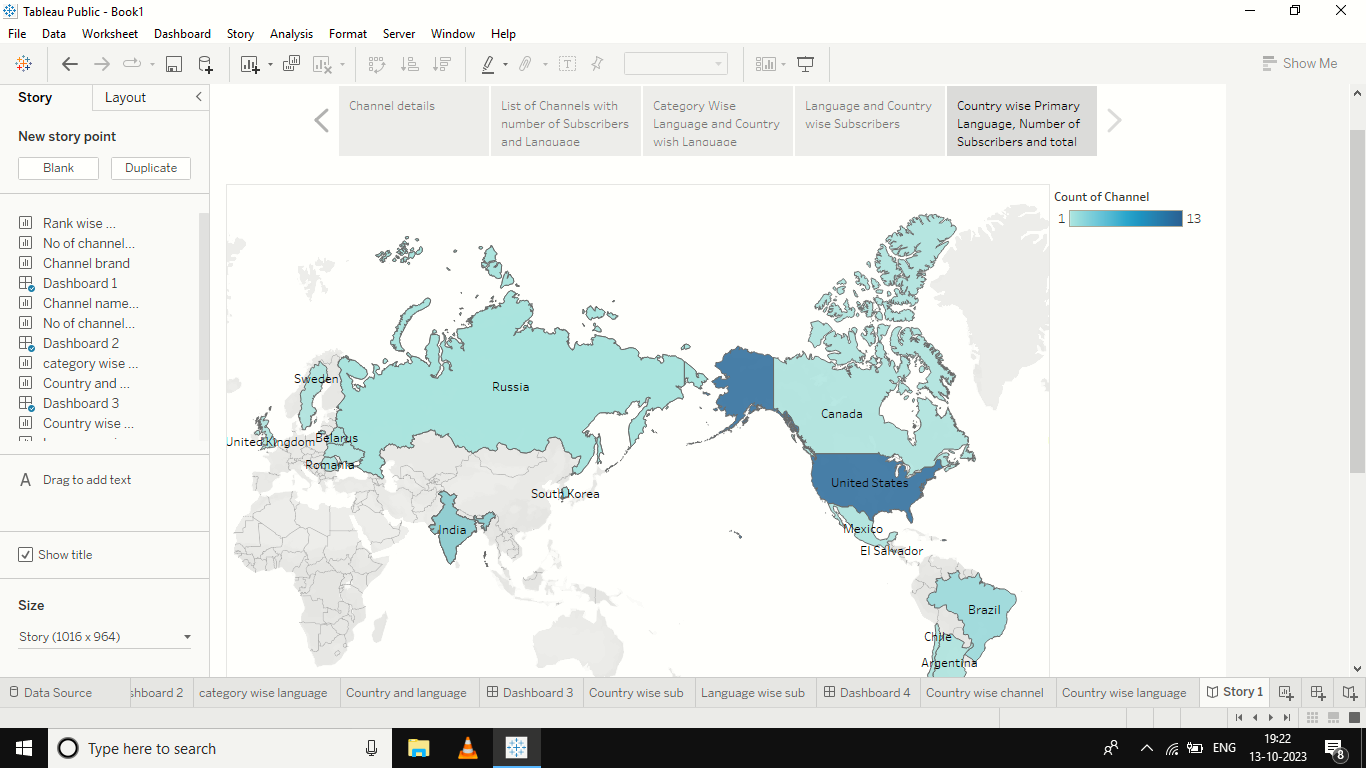 Tableau Public - Book1
File Data Worksheet Dashboard Story Analysis Format Server Window Help
Show Me
Story Layout
New story point
Blank Duplicate
Rank wise ...
No of channel...
Channel brand
Dashboard 1
Channel name...
No of channel...
Dashboard 2
category wise ...
Country and ...
Dashboard 3
Country wise ...
A Drag to add text
Show title
Size
Story (1016 x 964)
Channel details
List of Channels with
number of Subscribers
and Language
Category Wise
Language and Country
wish Language
Language and Country
wise Subscribers
Country wise Primary
Language, Number of
Subscribers and total
Count of Channel
1 13
Sweden
Russia
Canada
United Kingdom
Belarus
Romania
South Korea
United States
India
Mexico
El Salvador
Brazil
Chile
Argentina
Data Source shboard 2 category wise language Country and language Dashboard 3 Country wise sub Language wise sub Dashboard 4 Country wise channel Country wise language Story 1
Type here to search
ENG
19:22
13-10-2023
8